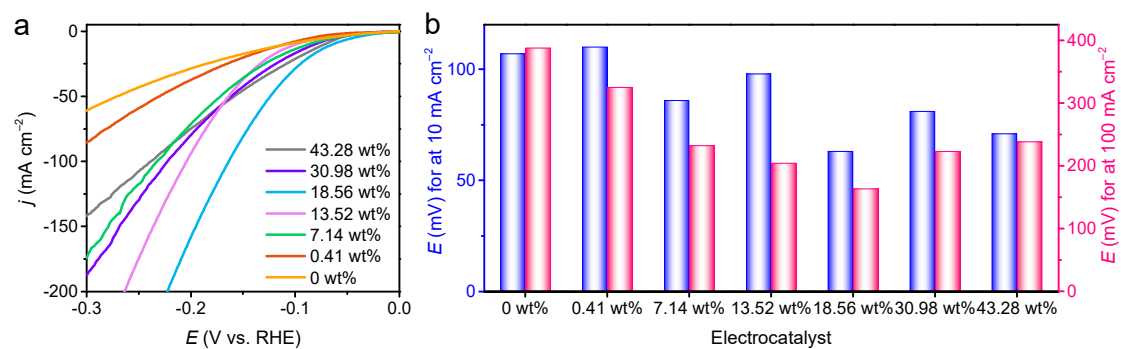 a
0
-50
-100
-150
-200
j (mA cm⁻²)
43.28 wt%
30.98 wt%
18.56 wt%
13.52 wt%
7.14 wt%
0.41 wt%
0 wt%
-0.3
-0.2
-0.1
0.0
E (V vs. RHE)
b
100
50
0
E (mV) for at 10 mA cm⁻²
400
350
300
250
200
150
100
50
0
E (mV) for at 100 mA cm⁻²
0 wt%
0.41 wt%
7.14 wt%
13.52 wt%
18.56 wt%
30.98 wt%
43.28 wt%
Electrocatalyst